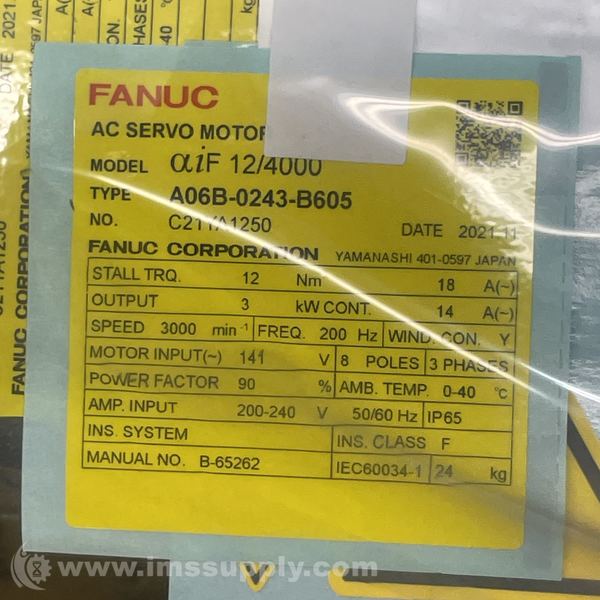 FANUC
AC SERVO MOTOR
MODEL αiF 12/4000
TYPE A06B-0243-B605
NO. C211A1250
DATE 2021.11
FANUC CORPORATION YAMANASHI 401-0597 JAPAN
STALL TRQ. 12 Nm 18 A(~)
OUTPUT 3 kW CONT. 14 A(~)
SPEED 3000 min⁻¹ FREQ. 200 Hz WIND. CON. Y
MOTOR INPUT(~) 141 V 8 POLES 3 PHASES
POWER FACTOR 90 % AMB. TEMP. 0-40 ℃
AMP. INPUT 200-240 V 50/60 Hz IP65
INS. SYSTEM INS. CLASS F
MANUAL NO. B-65262 IEC60034-1 24 kg
FANUC CORPORATION
www.imssupply.com